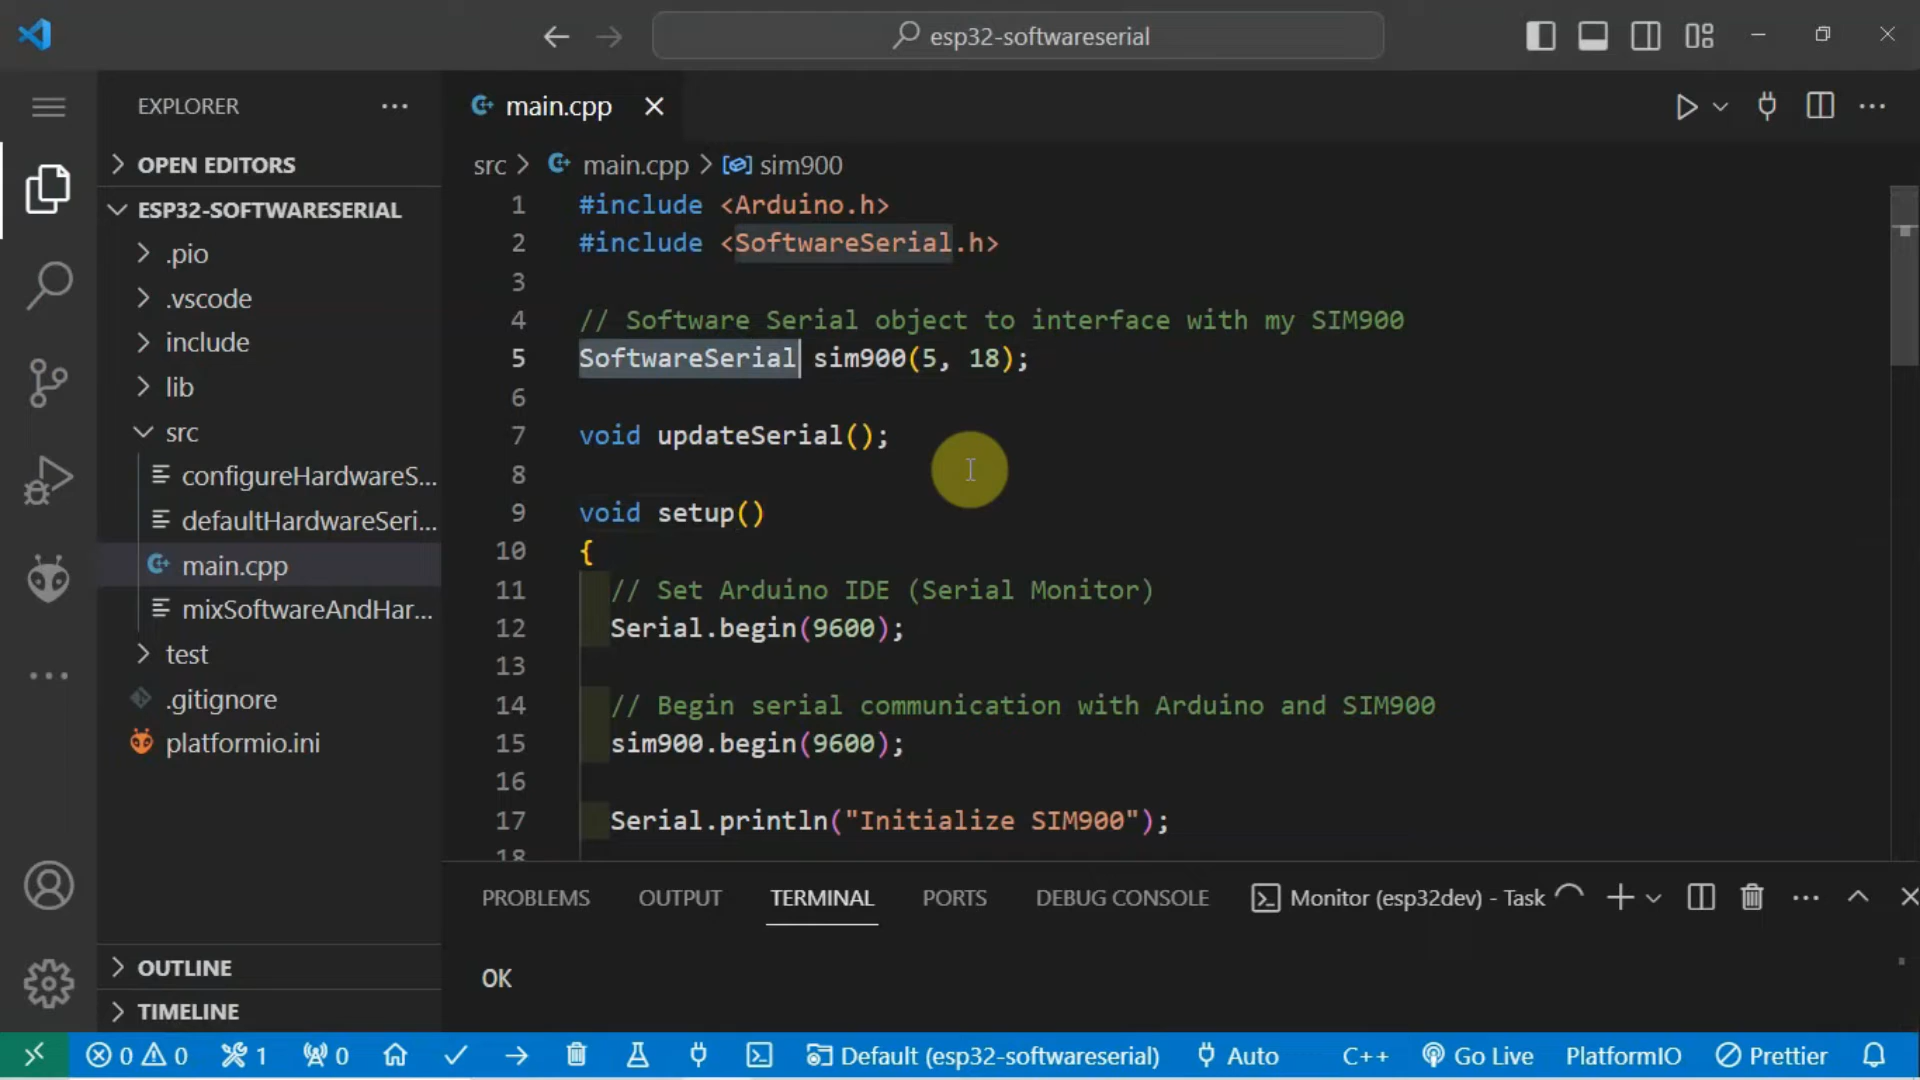 esp32-softwareserial
EXPLORER
OPEN EDITORS
ESP32-SOFTWARESERIAL
.pio
.vscode
include
lib
src
configureHardwareS...
defaultHardwareSeri...
main.cpp
mixSoftwareAndHar...
test
.gitignore
platformio.ini
OUTLINE
TIMELINE
main.cpp
src > main.cpp > sim900
1 #include <Arduino.h>
2 #include <SoftwareSerial.h>
3
4 // Software Serial object to interface with my SIM900
5 SoftwareSerial sim900(5, 18);
6
7 void updateSerial();
8
9 void setup()
10 {
11 // Set Arduino IDE (Serial Monitor)
12 Serial.begin(9600);
13
14 // Begin serial communication with Arduino and SIM900
15 sim900.begin(9600);
16
17 Serial.println("Initialize SIM900");
18
PROBLEMS OUTPUT TERMINAL PORTS DEBUG CONSOLE Monitor (esp32dev) - Task
OK
0 0 1 0 Default (esp32-softwareserial) Auto C++ Go Live PlatformIO Prettier